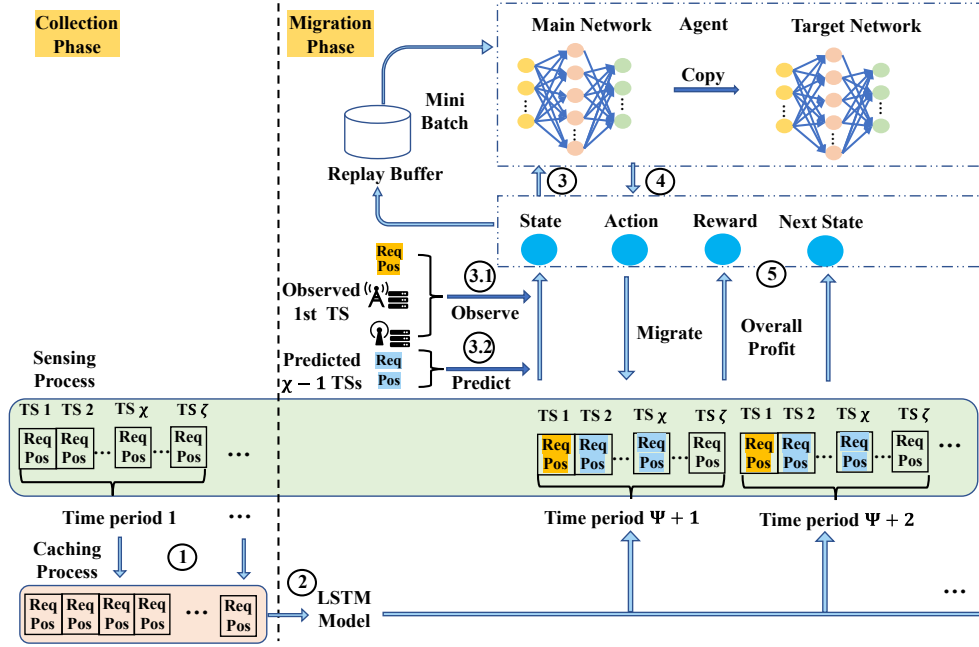 Collection
Phase
Migration
Phase
Main Network
Agent
Target Network
Copy
Mini
Batch
Replay Buffer
3
4
State
Action
Reward
Next State
5
Req
Pos
Observed
1st TS
3.1
Observe
Predicted
χ − 1 TSs
Req
Pos
3.2
Predict
Migrate
Overall
Profit
Sensing
Process
TS 1 TS 2 TS χ TS ζ
Req Req ... Req ... Req ...
Pos Pos Pos Pos
TS 1 TS 2 TS χ TS ζ
Req Req ... Req ... Req
Pos Pos Pos Pos
TS 1 TS 2 TS χ TS ζ
Req Req ... Req ... Req ...
Pos Pos Pos Pos
Time period 1 ...
Time period Ψ + 1
Time period Ψ + 2
Caching
Process
1
Req Req Req Req ... Req
Pos Pos Pos Pos Pos
2
LSTM
Model
...